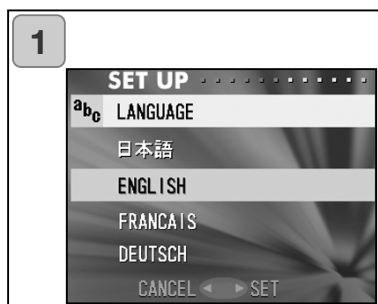 1
SET UP
abc LANGUAGE
日本語
ENGLISH
FRANCAIS
DEUTSCH
CANCEL ◀ ▶ SET